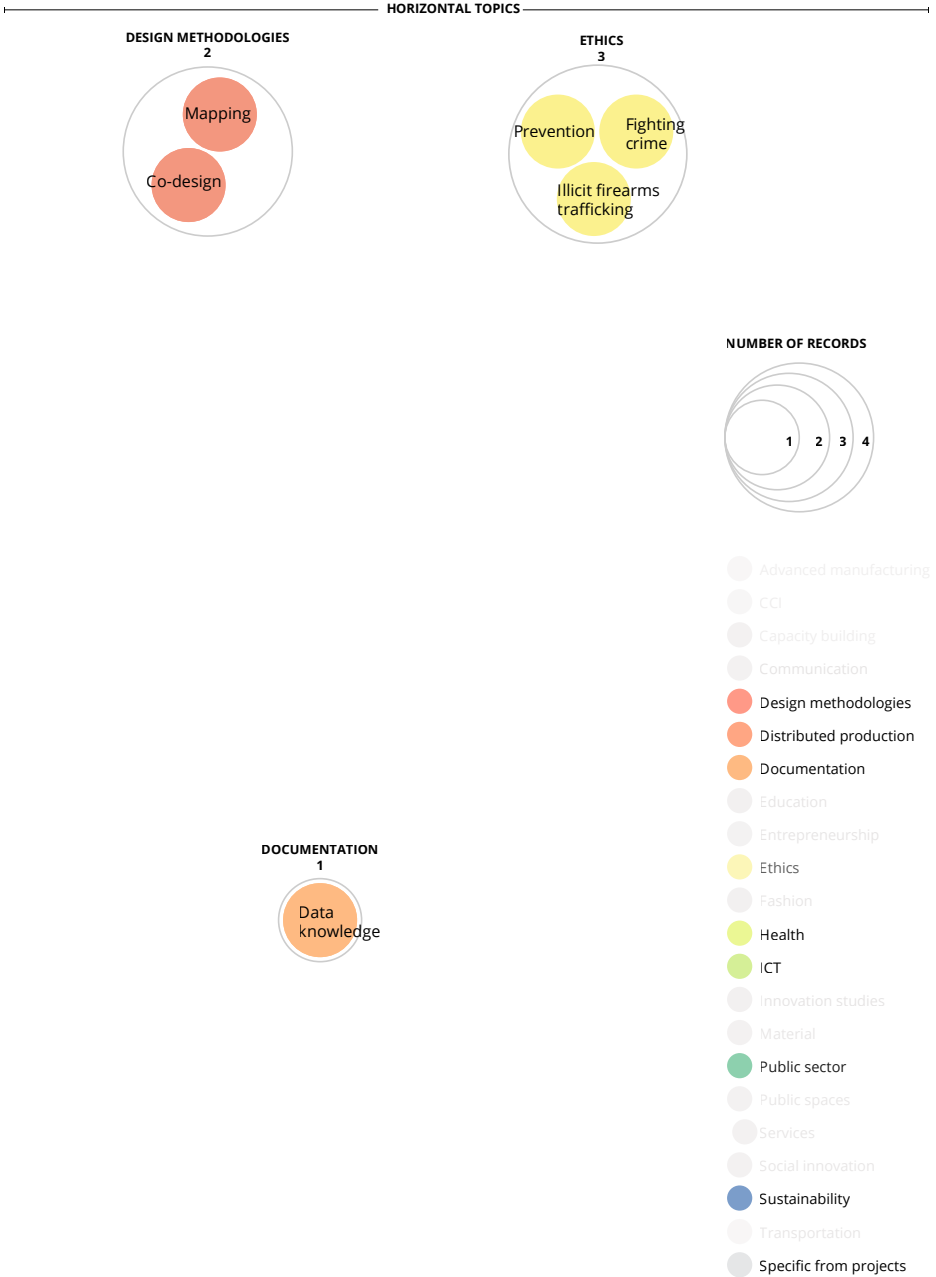 HORIZONTAL TOPICS
DESIGN METHODOLOGIES
2
Mapping
Co-design
ETHICS
3
Prevention
Fighting
crime
Illicit firearms
trafficking
NUMBER OF RECORDS
1 2 3 4
Advanced manufacturing
CCI
Capacity building
Communication
Design methodologies
Distributed production
Documentation
Education
Entrepreneurship
Ethics
Fashion
Health
ICT
Innovation studies
Material
Public sector
Public spaces
Services
Social innovation
Sustainability
Transportation
Specific from projects
DOCUMENTATION
1
Data
knowledge